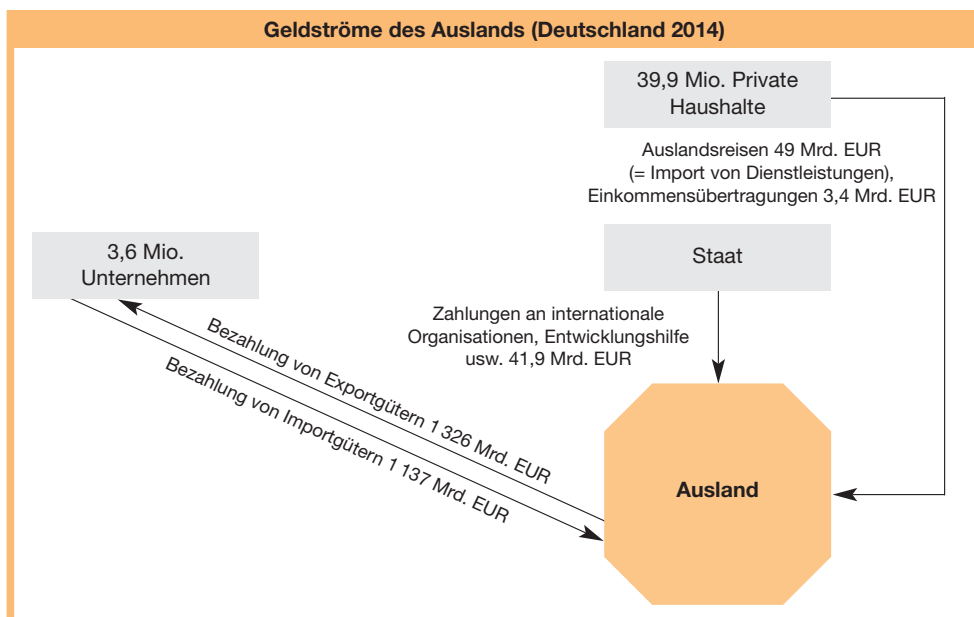 Geldströme des Auslands (Deutschland 2014)
39,9 Mio. Private
Haushalte
Auslandsreisen 49 Mrd. EUR
(= Import von Dienstleistungen),
Einkommensübertragungen 3,4 Mrd. EUR
3,6 Mio.
Unternehmen
Staat
Zahlungen an internationale
Organisationen, Entwicklungshilfe
usw. 41,9 Mrd. EUR
Bezahlung von Exportgütern 1 326 Mrd. EUR
Bezahlung von Importgütern 1 137 Mrd. EUR
Ausland